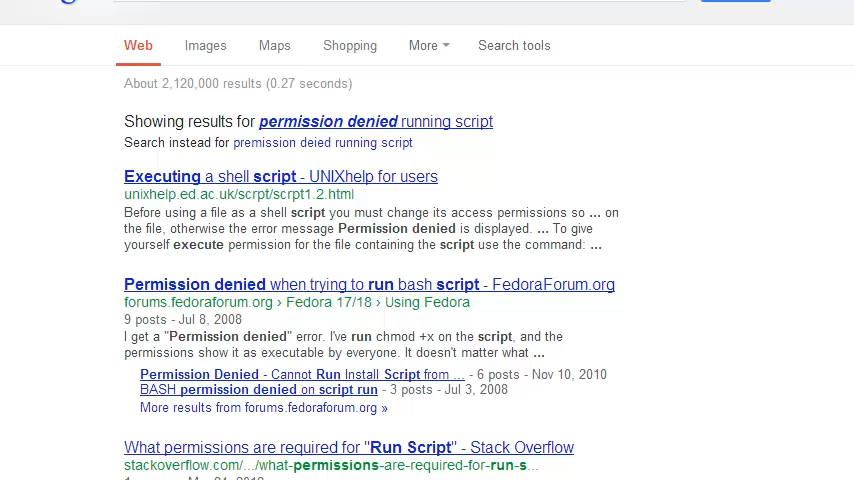 Web Images Maps Shopping More Search tools
About 2,120,000 results (0.27 seconds)
Showing results for permission denied running script
Search instead for premission deied running script
Executing a shell script - UNIXhelp for users
unixhelp.ed.ac.uk/scrpt/scrpt1.2.html
Before using a file as a shell script you must change its access permissions so ... on
the file, otherwise the error message Permission denied is displayed. ... To give
yourself execute permission for the file containing the script use the command: ...
Permission denied when trying to run bash script - FedoraForum.org
forums.fedoraforum.org › Fedora 17/18 › Using Fedora
9 posts - Jul 8, 2008
I get a "Permission denied" error. I've run chmod +x on the script, and the
permissions show it as executable by everyone. It doesn't matter what ...
Permission Denied - Cannot Run Install Script from ... - 6 posts - Nov 10, 2010
BASH permission denied on script run - 3 posts - Jul 3, 2008
More results from forums.fedoraforum.org »
What permissions are required for "Run Script" - Stack Overflow
stackoverflow.com/.../what-permissions-are-required-for-run-s...